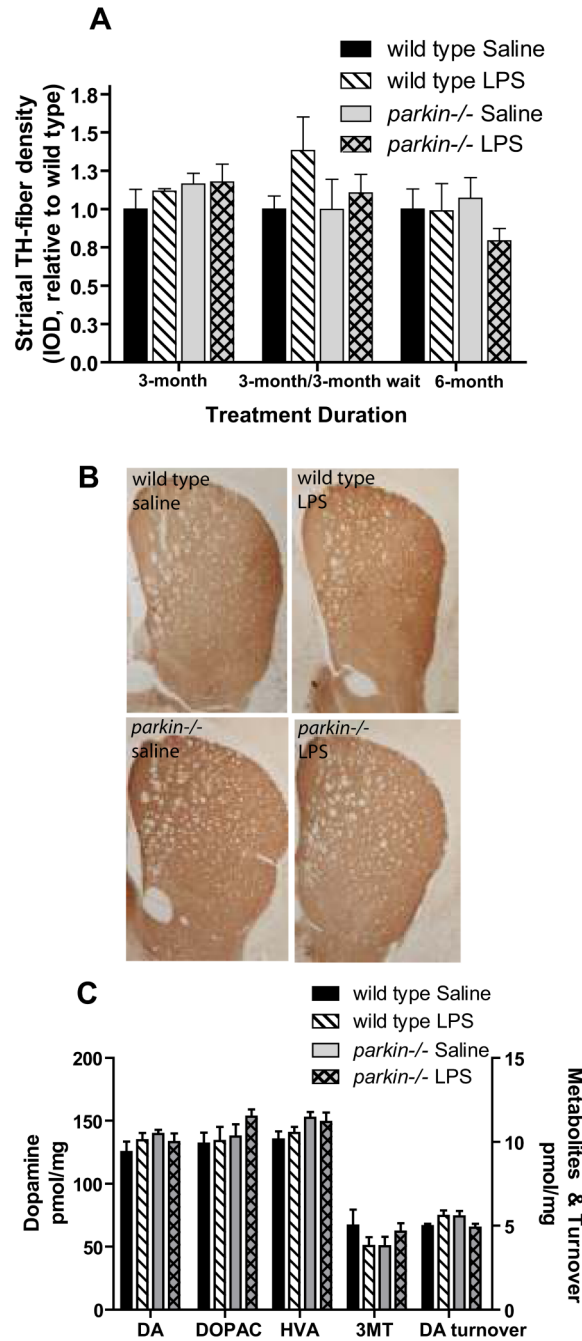 A
wild type Saline
wild type LPS
parkin-/- Saline
parkin-/- LPS
Striatal TH-fiber density
(IOD, relative to wild type)
1.8
1.5
1.3
1.0
0.8
0.5
0.3
0.0
3-month
3-month/3-month wait
6-month
Treatment Duration
B
wild type
saline
wild type
LPS
parkin-/-
saline
parkin-/-
LPS
C
wild type Saline
wild type LPS
parkin-/- Saline
parkin-/- LPS
Dopamine
pmol/mg
200
150
100
50
0
15
10
5
0
Metabolites & Turnover
pmol/mg
DA
DOPAC
HVA
3MT
DA turnover